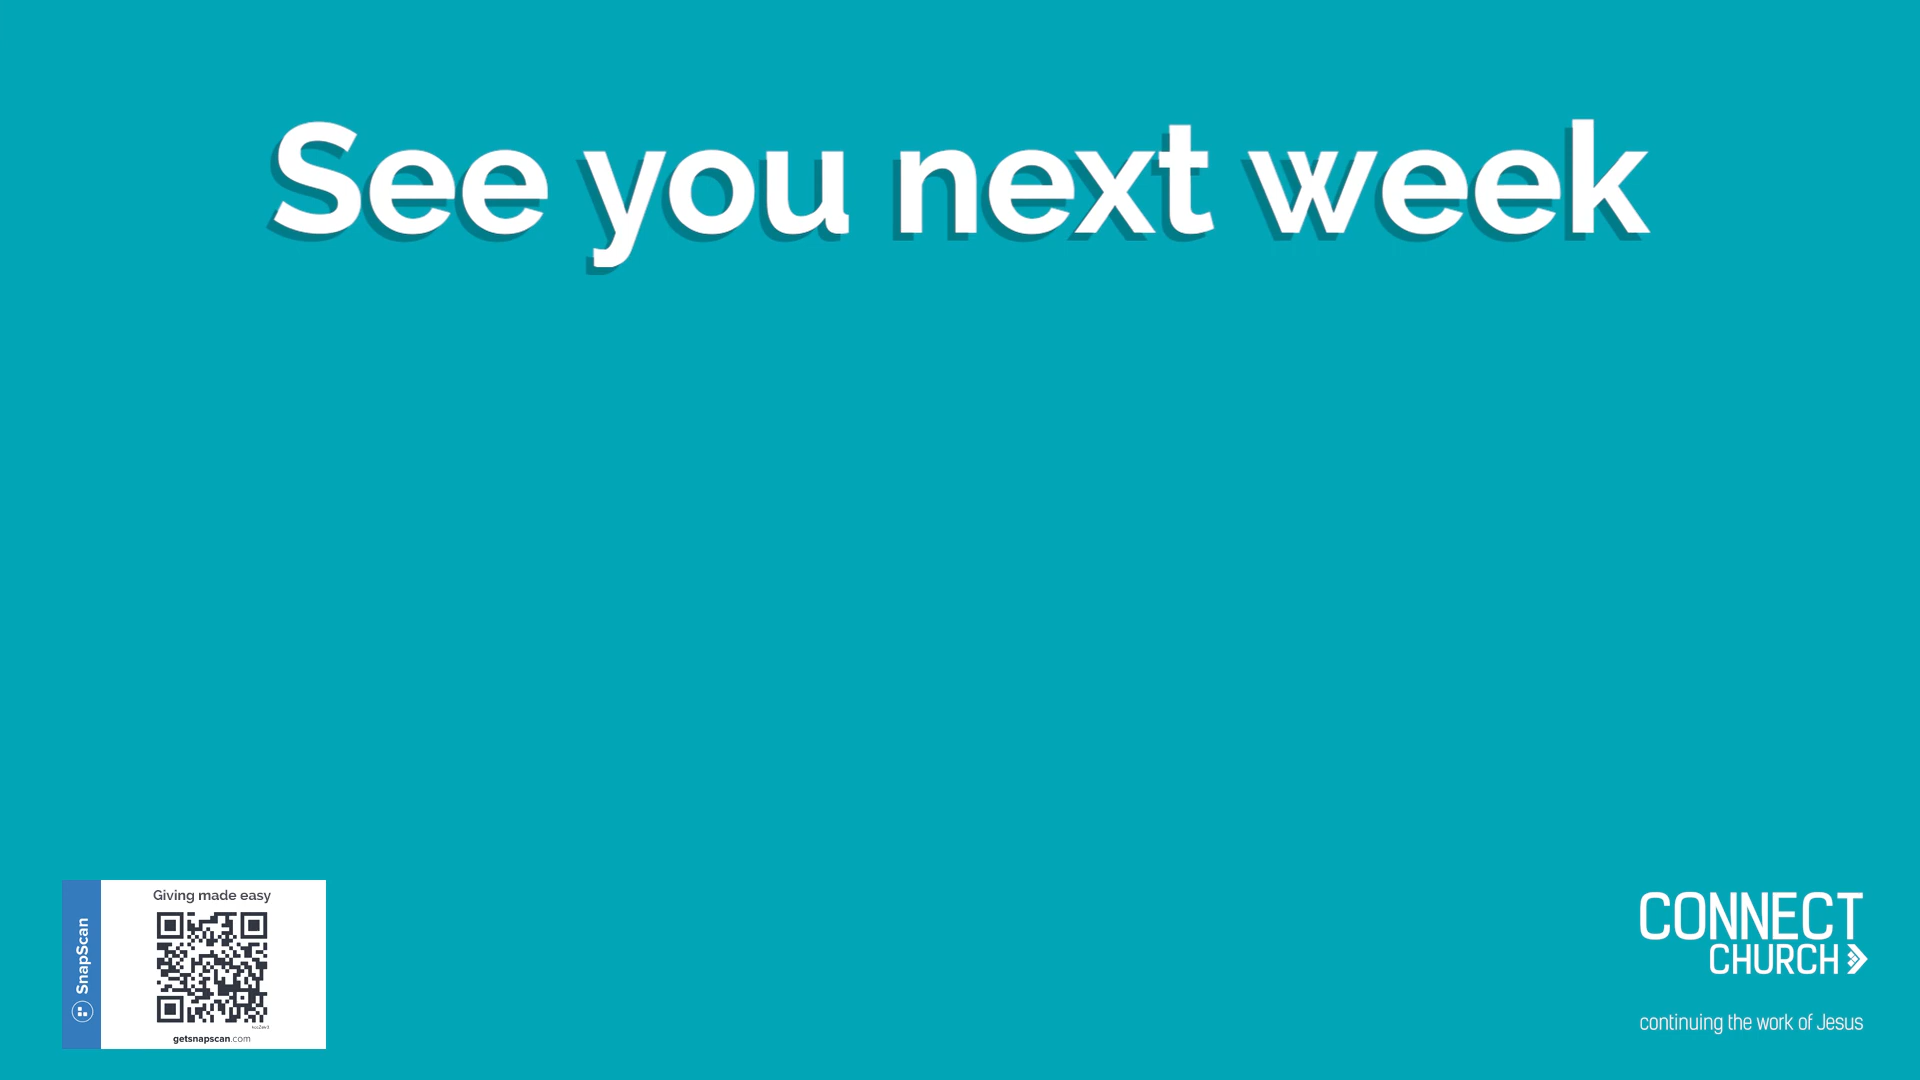 See you next week
Giving made easy
SnapScan
getsnapscan.com
CONNECT
CHURCH
continuing the work of Jesus